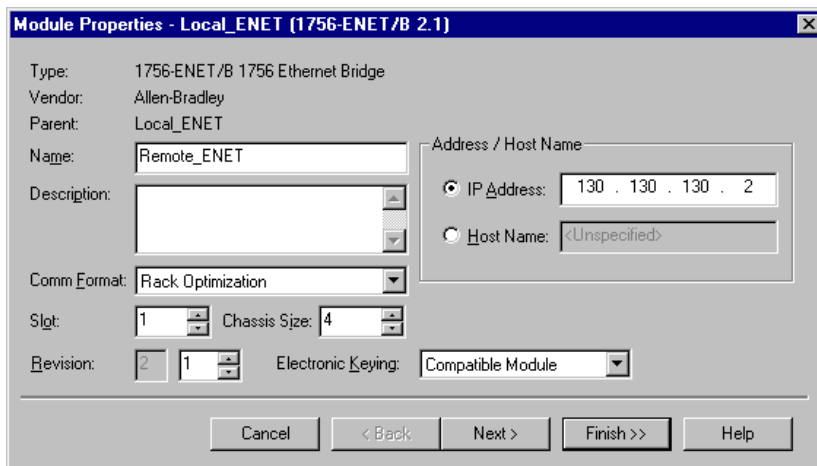 Module Properties - Local_ENET (1756-ENET/B 2.1)
Type: 1756-ENET/B 1756 Ethernet Bridge
Vendor: Allen-Bradley
Parent: Local_ENET
Name: Remote_ENET
Address / Host Name
IP Address: 130 . 130 . 130 . 2
Description:
Host Name: <Unspecified>
Comm Format: Rack Optimization
Slot: 1 Chassis Size: 4
Revision: 2 1 Electronic Keying: Compatible Module
Cancel < Back Next > Finish >> Help